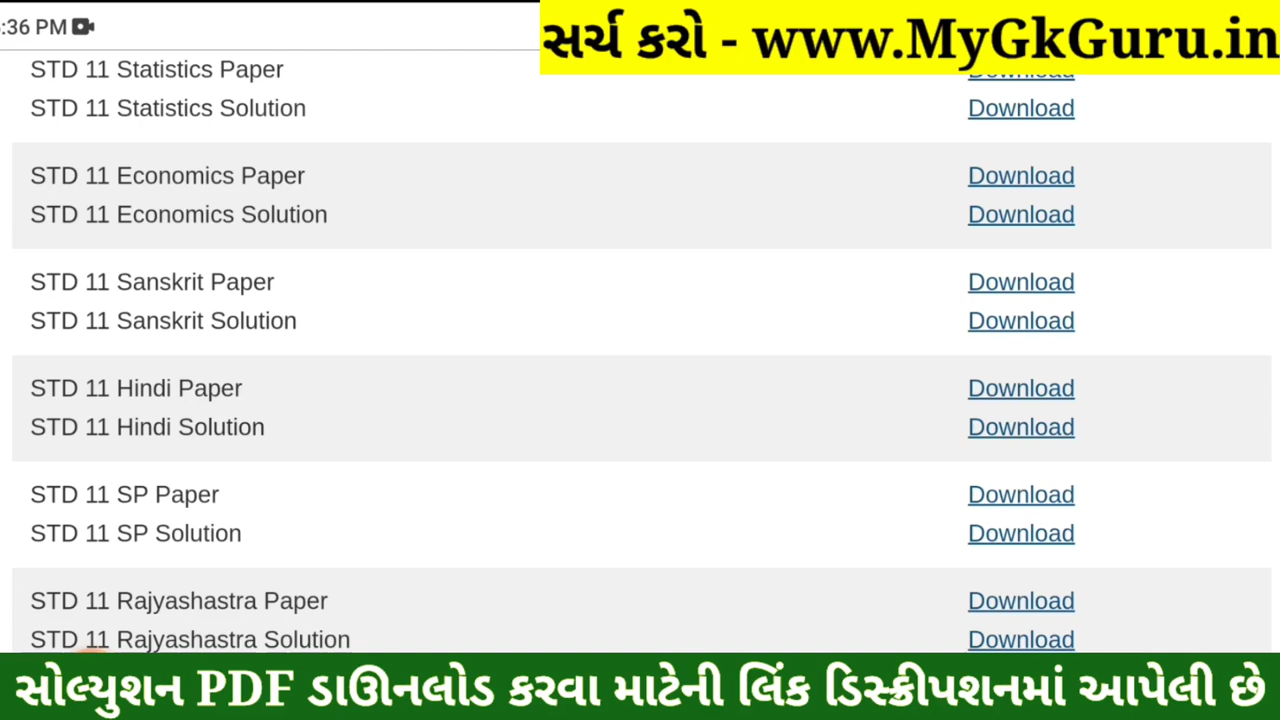 :36 PM
સર્ચ કરો - www.MyGkGuru.in
STD 11 Statistics Paper Download
STD 11 Statistics Solution Download
STD 11 Economics Paper Download
STD 11 Economics Solution Download
STD 11 Sanskrit Paper Download
STD 11 Sanskrit Solution Download
STD 11 Hindi Paper Download
STD 11 Hindi Solution Download
STD 11 SP Paper Download
STD 11 SP Solution Download
STD 11 Rajyashastra Paper Download
STD 11 Rajyashastra Solution Download
સોલ્યુશન PDF ડાઊનલોડ કરવા માટેની લિંક ડિસ્ક્રીપશનમાં આપેલી છે